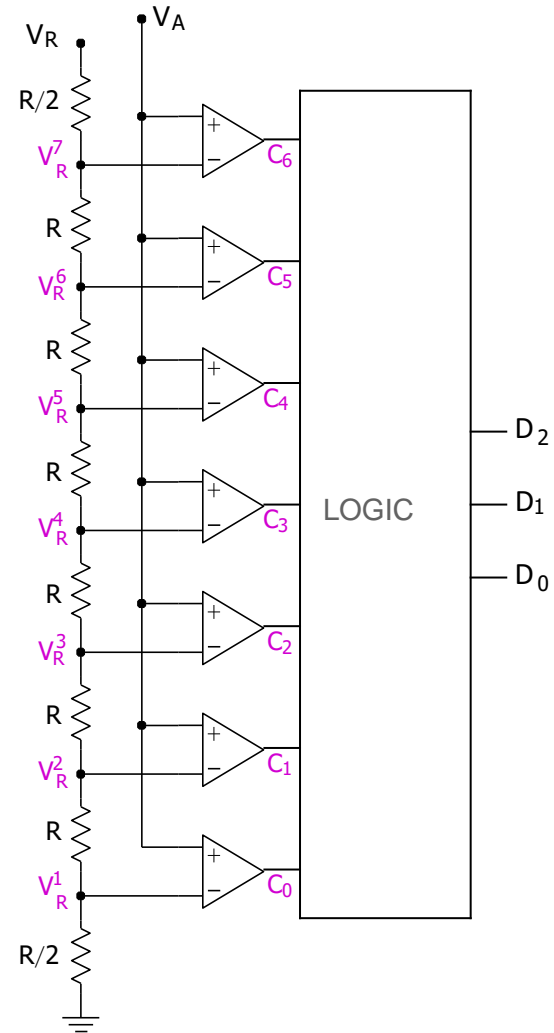 V_R
V_A
R/2
+
−
V_R^7
C_6
R
+
−
V_R^6
C_5
R
+
−
V_R^5
C_4
R
+
−
V_R^4
C_3
LOGIC
D_2
D_1
D_0
R
+
−
V_R^3
C_2
R
+
−
V_R^2
C_1
R
+
−
V_R^1
C_0
R/2